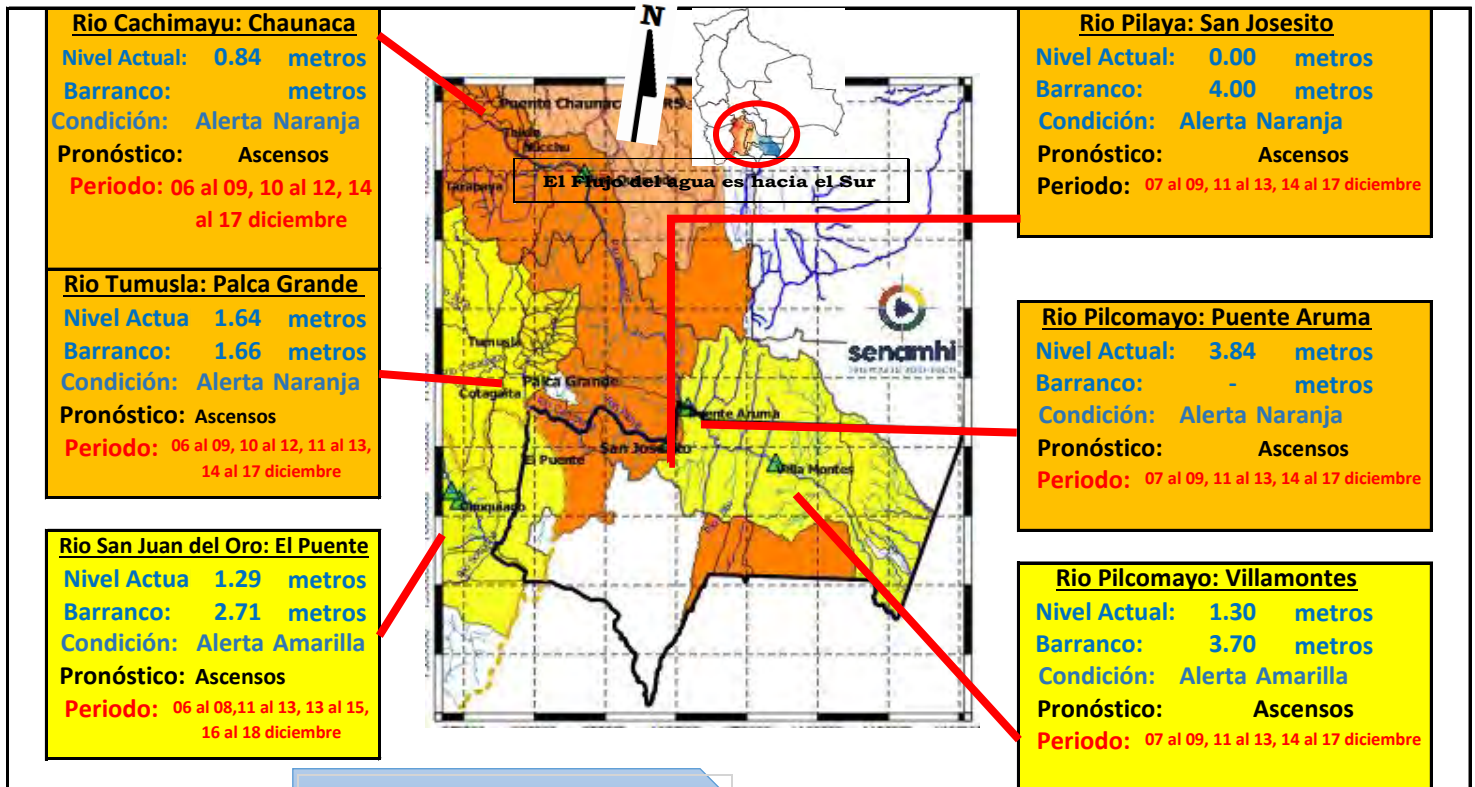 Rio Cachimayu: Chaunaca
Nivel Actual: 0.84 metros
Barranco: metros
Condición: Alerta Naranja
Pronóstico: Ascensos
Periodo: 06 al 09, 10 al 12, 14
al 17 diciembre
Rio Tumusla: Palca Grande
Nivel Actua 1.64 metros
Barranco: 1.66 metros
Condición: Alerta Naranja
Pronóstico: Ascensos
Periodo: 06 al 09, 10 al 12, 11 al 13,
14 al 17 diciembre
Rio San Juan del Oro: El Puente
Nivel Actua 1.29 metros
Barranco: 2.71 metros
Condición: Alerta Amarilla
Pronóstico: Ascensos
Periodo: 06 al 08,11 al 13, 13 al 15,
16 al 18 diciembre
N
Puente Chaunac
Nucchu
Tarabaya
El Flujo del agua es hacia el Sur
senamhi
Tumusla
Palca Grande
Cotagaita
Puente Aruma
San Josesito
El Puente
Villa Montes
Chuquiago
Rio Pilaya: San Josesito
Nivel Actual: 0.00 metros
Barranco: 4.00 metros
Condición: Alerta Naranja
Pronóstico: Ascensos
Periodo: 07 al 09, 11 al 13, 14 al 17 diciembre
Rio Pilcomayo: Puente Aruma
Nivel Actual: 3.84 metros
Barranco: - metros
Condición: Alerta Naranja
Pronóstico: Ascensos
Periodo: 07 al 09, 11 al 13, 14 al 17 diciembre
Rio Pilcomayo: Villamontes
Nivel Actual: 1.30 metros
Barranco: 3.70 metros
Condición: Alerta Amarilla
Pronóstico: Ascensos
Periodo: 07 al 09, 11 al 13, 14 al 17 diciembre